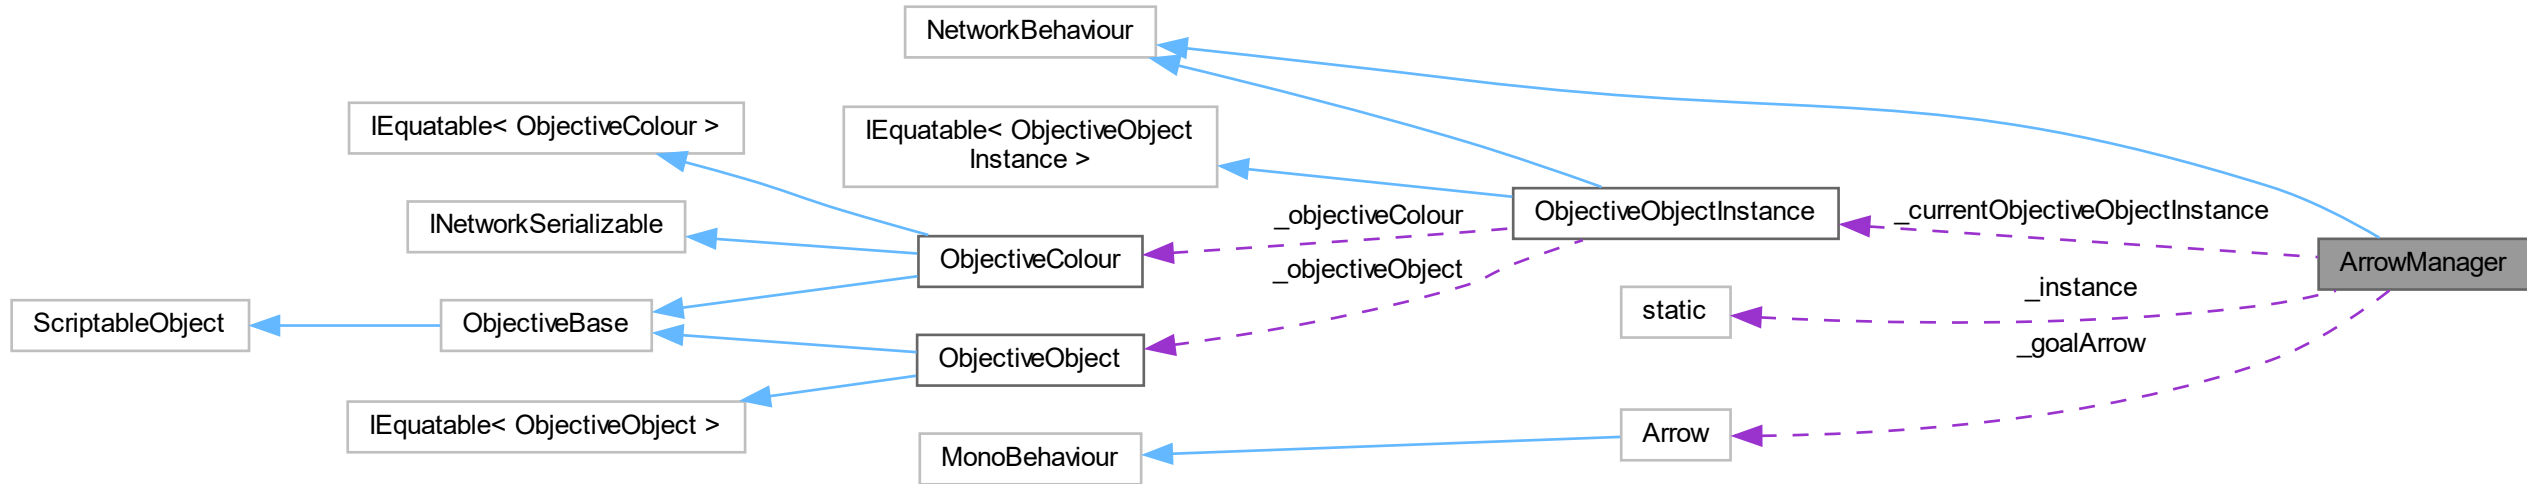 NetworkBehaviour
IEquatable< ObjectiveColour >
IEquatable< ObjectiveObject
Instance >
INetworkSerializable
_objectiveColour
ObjectiveObjectInstance
_currentObjectiveObjectInstance
ObjectiveColour
_objectiveObject
ArrowManager
_instance
ScriptableObject
ObjectiveBase
static
ObjectiveObject
_goalArrow
IEquatable< ObjectiveObject >
MonoBehaviour
Arrow